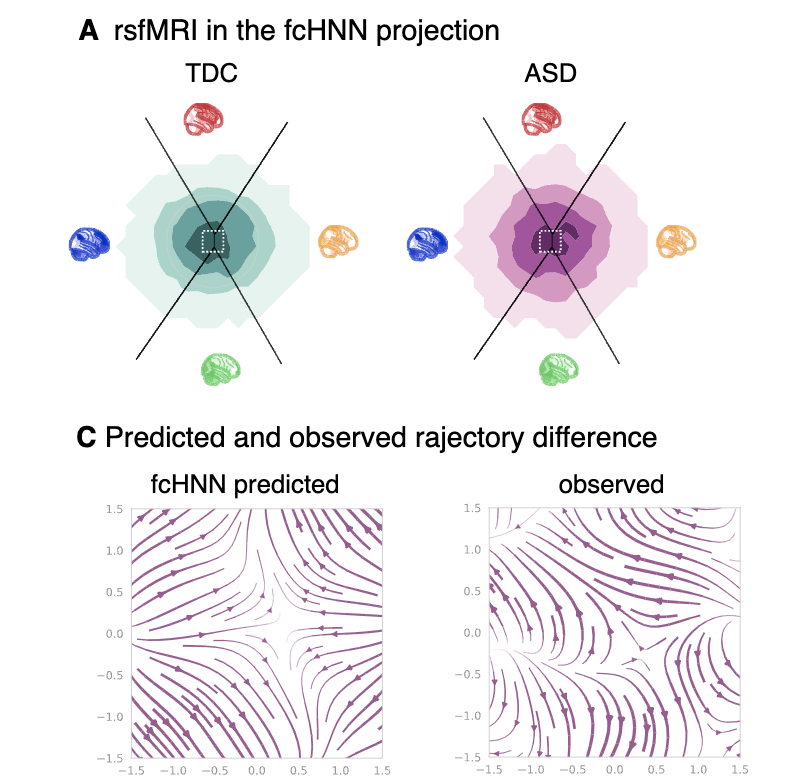 A rsfMRI in the fcHNN projection
TDC ASD
C Predicted and observed rajectory difference
fcHNN predicted observed
1.5 1.5
1.0 1.0
0.5 0.5
0.0 0.0
−0.5 −0.5
−1.0 −1.0
−1.5 −1.5
−1.5 −1.0 −0.5 0.0 0.5 1.0 1.5 −1.5 −1.0 −0.5 0.0 0.5 1.0 1.5